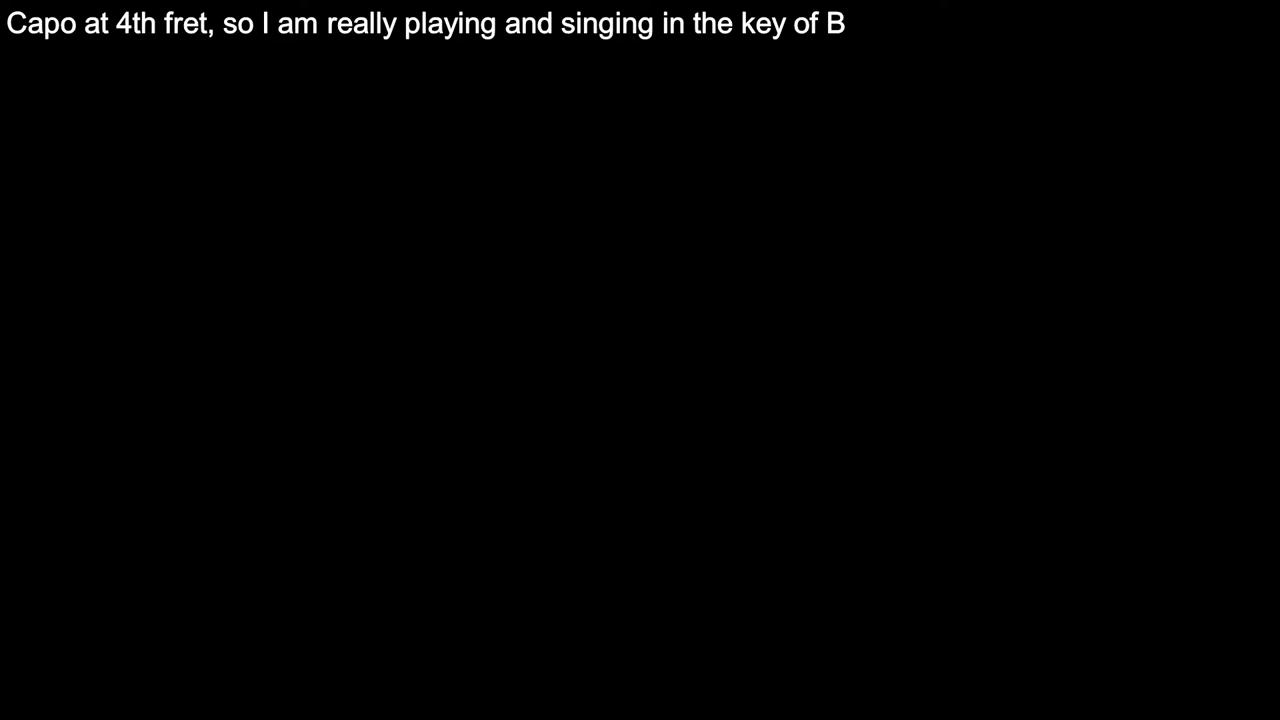 Capo at 4th fret, so I am really playing and singing in the key of B